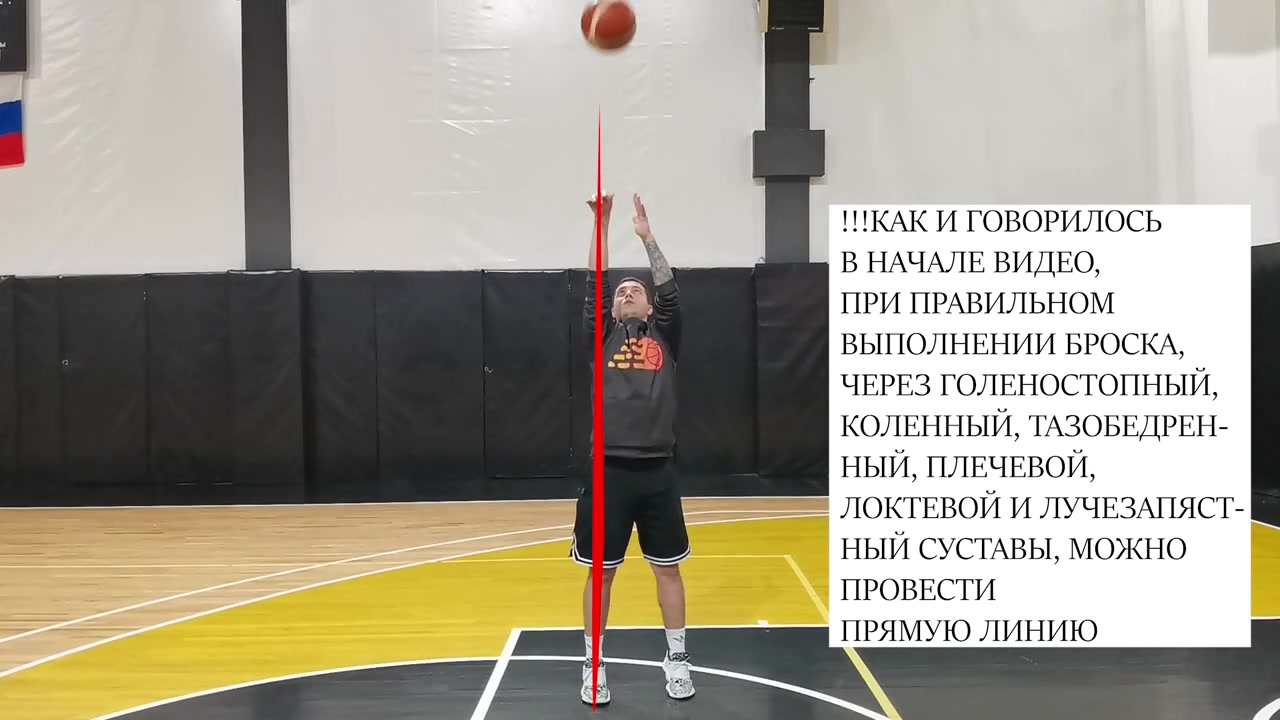 !!!КАК И ГОВОРИЛОСЬ
В НАЧАЛЕ ВИДЕО,
ПРИ ПРАВИЛЬНОМ
ВЫПОЛНЕНИИ БРОСКА,
ЧЕРЕЗ ГОЛЕНОСТОПНЫЙ,
КОЛЕННЫЙ, ТАЗОБЕДРЕН-
НЫЙ, ПЛЕЧЕВОЙ,
ЛОКТЕВОЙ И ЛУЧЕЗАПЯСТ-
НЫЙ СУСТАВЫ, МОЖНО
ПРОВЕСТИ
ПРЯМУЮ ЛИНИЮ